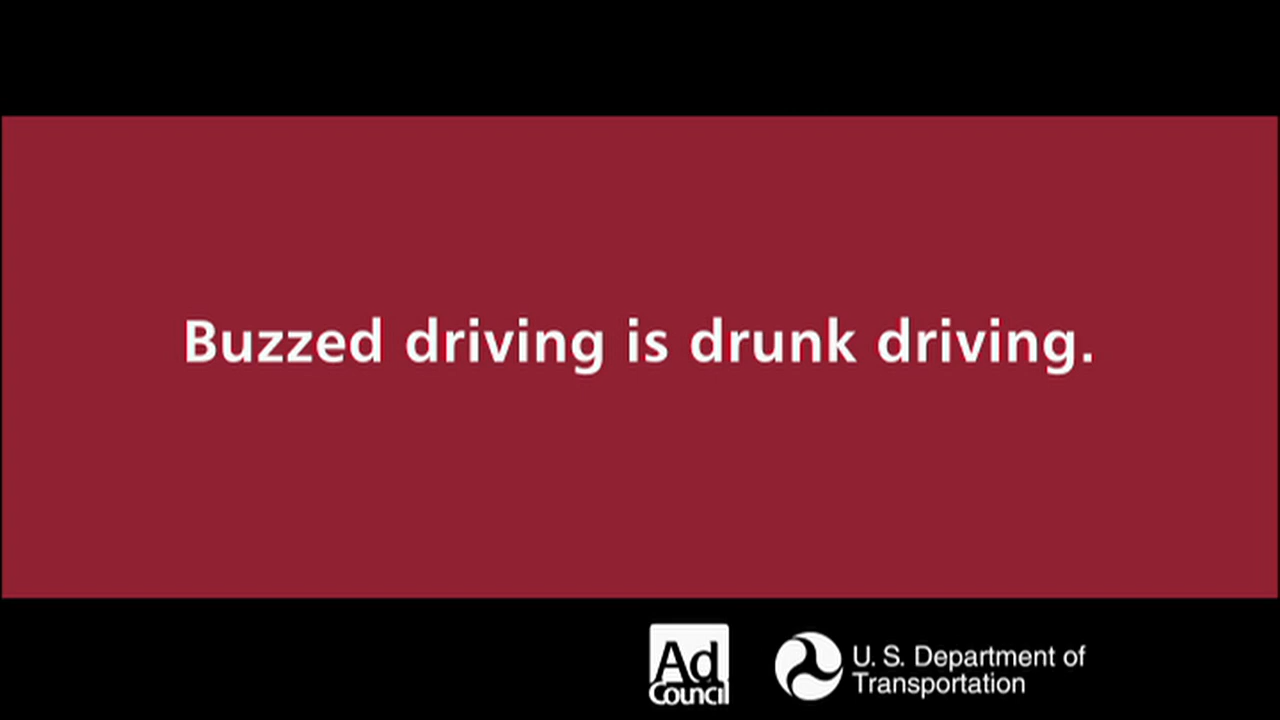 Buzzed driving is drunk driving.
Ad
Council
U. S. Department of
Transportation